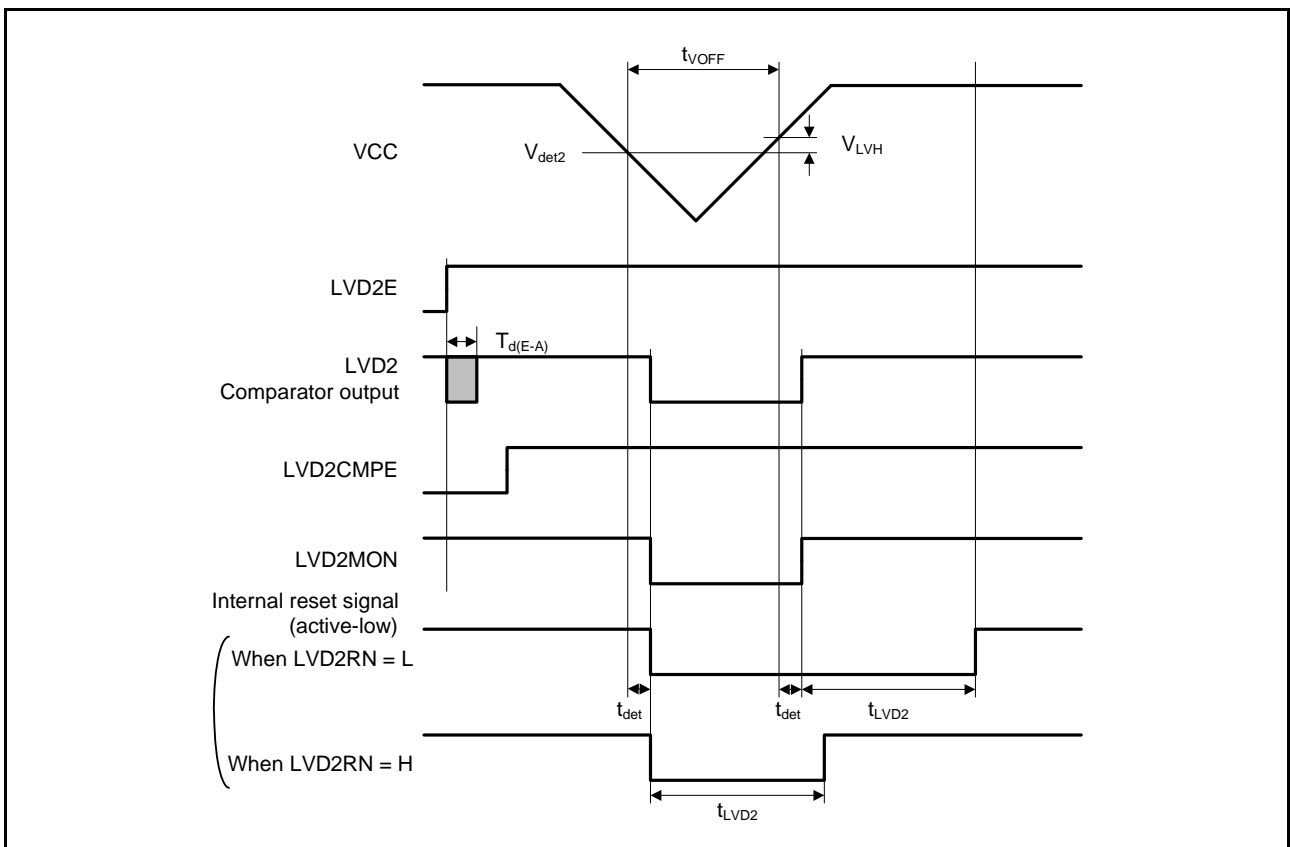 tVOFF
VCC
Vdet2
VLVH
LVD2E
Td(E-A)
LVD2
Comparator output
LVD2CMPE
LVD2MON
Internal reset signal
(active-low)
When LVD2RN = L
tdet
tdet
tLVD2
When LVD2RN = H
tLVD2